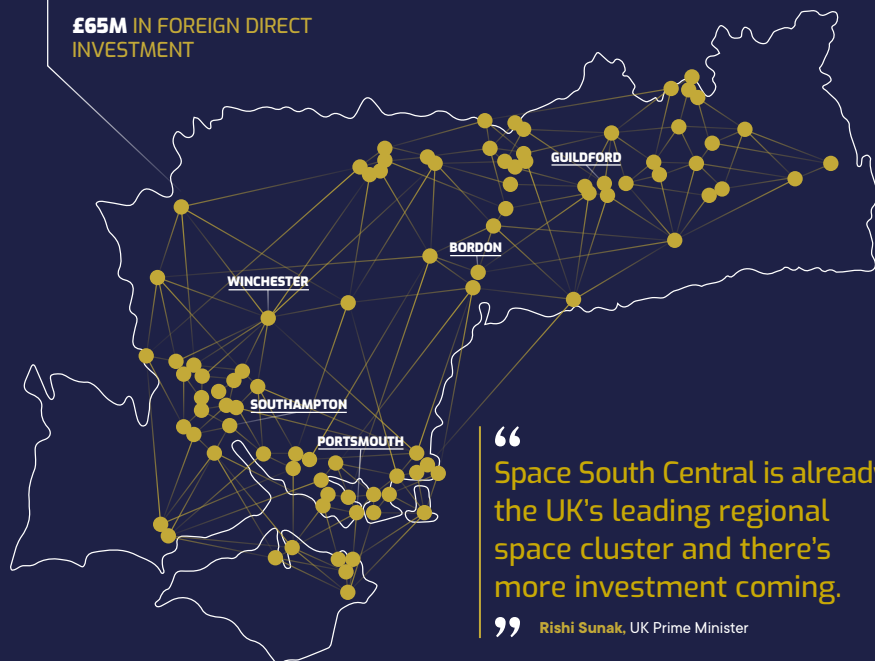 £65M IN FOREIGN DIRECT
INVESTMENT
GUILDFORD
BORDON
WINCHESTER
SOUTHAMPTON
PORTSMOUTH
“
Space South Central is already
the UK’s leading regional
space cluster and there’s
more investment coming.
”
Rishi Sunak, UK Prime Minister